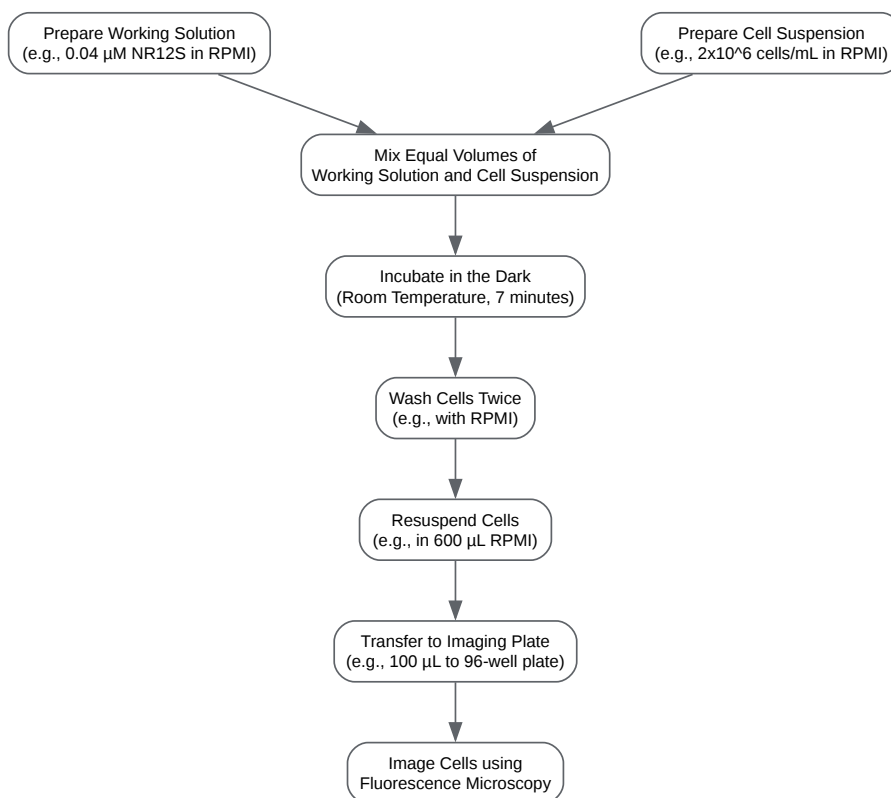 Prepare Working Solution
(e.g., 0.04 µM NR12S in RPMI)
Prepare Cell Suspension
(e.g., 2x10^6 cells/mL in RPMI)
Mix Equal Volumes of
Working Solution and Cell Suspension
Incubate in the Dark
(Room Temperature, 7 minutes)
Wash Cells Twice
(e.g., with RPMI)
Resuspend Cells
(e.g., in 600 µL RPMI)
Transfer to Imaging Plate
(e.g., 100 µL to 96-well plate)
Image Cells using
Fluorescence Microscopy